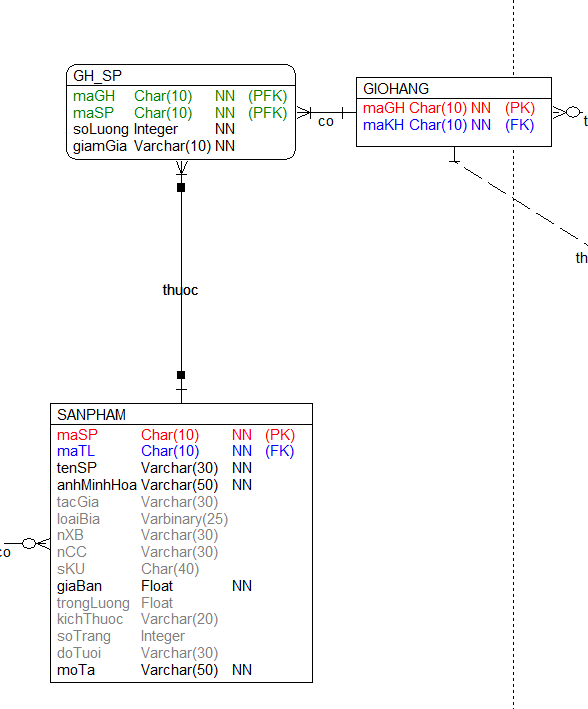 GH_SP
maGH Char(10) NN (PFK)
maSP Char(10) NN (PFK)
soLuong Integer NN
giamGia Varchar(10) NN
co
GIOHANG
maGH Char(10) NN (PK)
maKH Char(10) NN (FK)
t
th
thuoc
SANPHAM
maSP Char(10) NN (PK)
maTL Char(10) NN (FK)
tenSP Varchar(30) NN
anhMinhHoa Varchar(50) NN
tacGia Varchar(30)
loaiBia Varbinary(25)
nXB Varchar(30)
nCC Varchar(30)
sKU Char(40)
giaBan Float NN
trongLuong Float
kichThuoc Varchar(20)
soTrang Integer
doTuoi Varchar(30)
moTa Varchar(50) NN
co